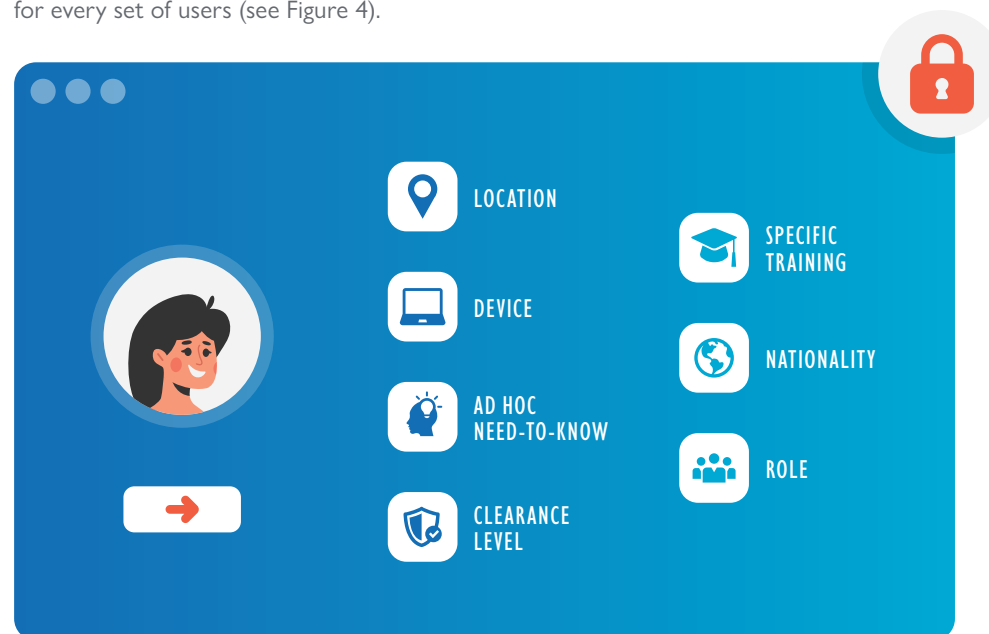 for every set of users (see Figure 4).
LOCATION
DEVICE
AD HOC
NEED-TO-KNOW
CLEARANCE
LEVEL
SPECIFIC
TRAINING
NATIONALITY
ROLE